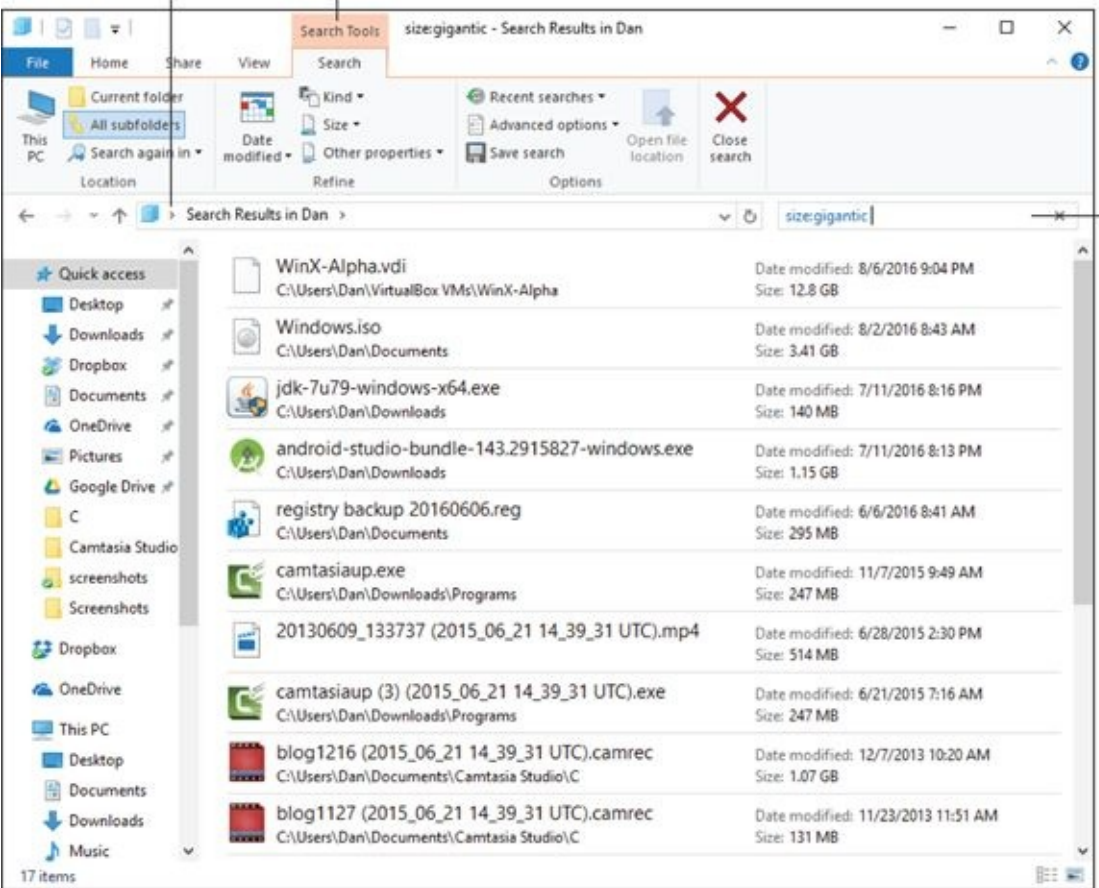 Search Tools
size:gigantic - Search Results in Dan
File
Home
Share
View
Search
This PC
Current folder
All subfolders
Search again in
Location
Date modified
Kind
Size
Other properties
Refine
Recent searches
Advanced options
Save search
Open file location
Options
Close search
Search Results in Dan
size:gigantic
Quick access
Desktop
Downloads
Dropbox
Documents
OneDrive
Pictures
Google Drive
C
Camtasia Studio
screenshots
Screenshots
Dropbox
OneDrive
This PC
Desktop
Documents
Downloads
Music
WinX-Alpha.vdi
C:\Users\Dan\VirtualBox VMs\WinX-Alpha
Date modified: 8/6/2016 9:04 PM
Size: 12.8 GB
Windows.iso
C:\Users\Dan\Documents
Date modified: 8/2/2016 8:43 AM
Size: 3.41 GB
jdk-7u79-windows-x64.exe
C:\Users\Dan\Downloads
Date modified: 7/11/2016 8:16 PM
Size: 140 MB
android-studio-bundle-143.2915827-windows.exe
C:\Users\Dan\Downloads
Date modified: 7/11/2016 8:13 PM
Size: 1.15 GB
registry backup 20160606.reg
C:\Users\Dan\Documents
Date modified: 6/6/2016 8:41 AM
Size: 295 MB
camtasiaup.exe
C:\Users\Dan\Downloads\Programs
Date modified: 11/7/2015 9:49 AM
Size: 247 MB
20130609_133737 (2015_06_21 14_39_31 UTC).mp4
Date modified: 6/28/2015 2:30 PM
Size: 514 MB
camtasiaup (3) (2015_06_21 14_39_31 UTC).exe
C:\Users\Dan\Downloads\Programs
Date modified: 6/21/2015 7:16 AM
Size: 247 MB
blog1216 (2015_06_21 14_39_31 UTC).camrec
C:\Users\Dan\Documents\Camtasia Studio\C
Date modified: 12/7/2013 10:20 AM
Size: 1.07 GB
blog1127 (2015_06_21 14_39_31 UTC).camrec
C:\Users\Dan\Documents\Camtasia Studio\C
Date modified: 11/23/2013 11:51 AM
Size: 131 MB
17 items